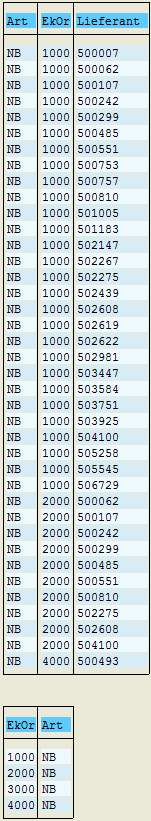 Art EkOr Lieferant
NB 1000 500007
NB 1000 500062
NB 1000 500107
NB 1000 500242
NB 1000 500299
NB 1000 500485
NB 1000 500551
NB 1000 500753
NB 1000 500757
NB 1000 500810
NB 1000 501005
NB 1000 501183
NB 1000 502147
NB 1000 502267
NB 1000 502275
NB 1000 502439
NB 1000 502608
NB 1000 502619
NB 1000 502622
NB 1000 502981
NB 1000 503447
NB 1000 503584
NB 1000 503751
NB 1000 503925
NB 1000 504100
NB 1000 505258
NB 1000 505545
NB 1000 506729
NB 2000 500062
NB 2000 500107
NB 2000 500242
NB 2000 500299
NB 2000 500485
NB 2000 500551
NB 2000 500810
NB 2000 502275
NB 2000 502608
NB 2000 504100
NB 4000 500493
EkOr Art
1000 NB
2000 NB
3000 NB
4000 NB